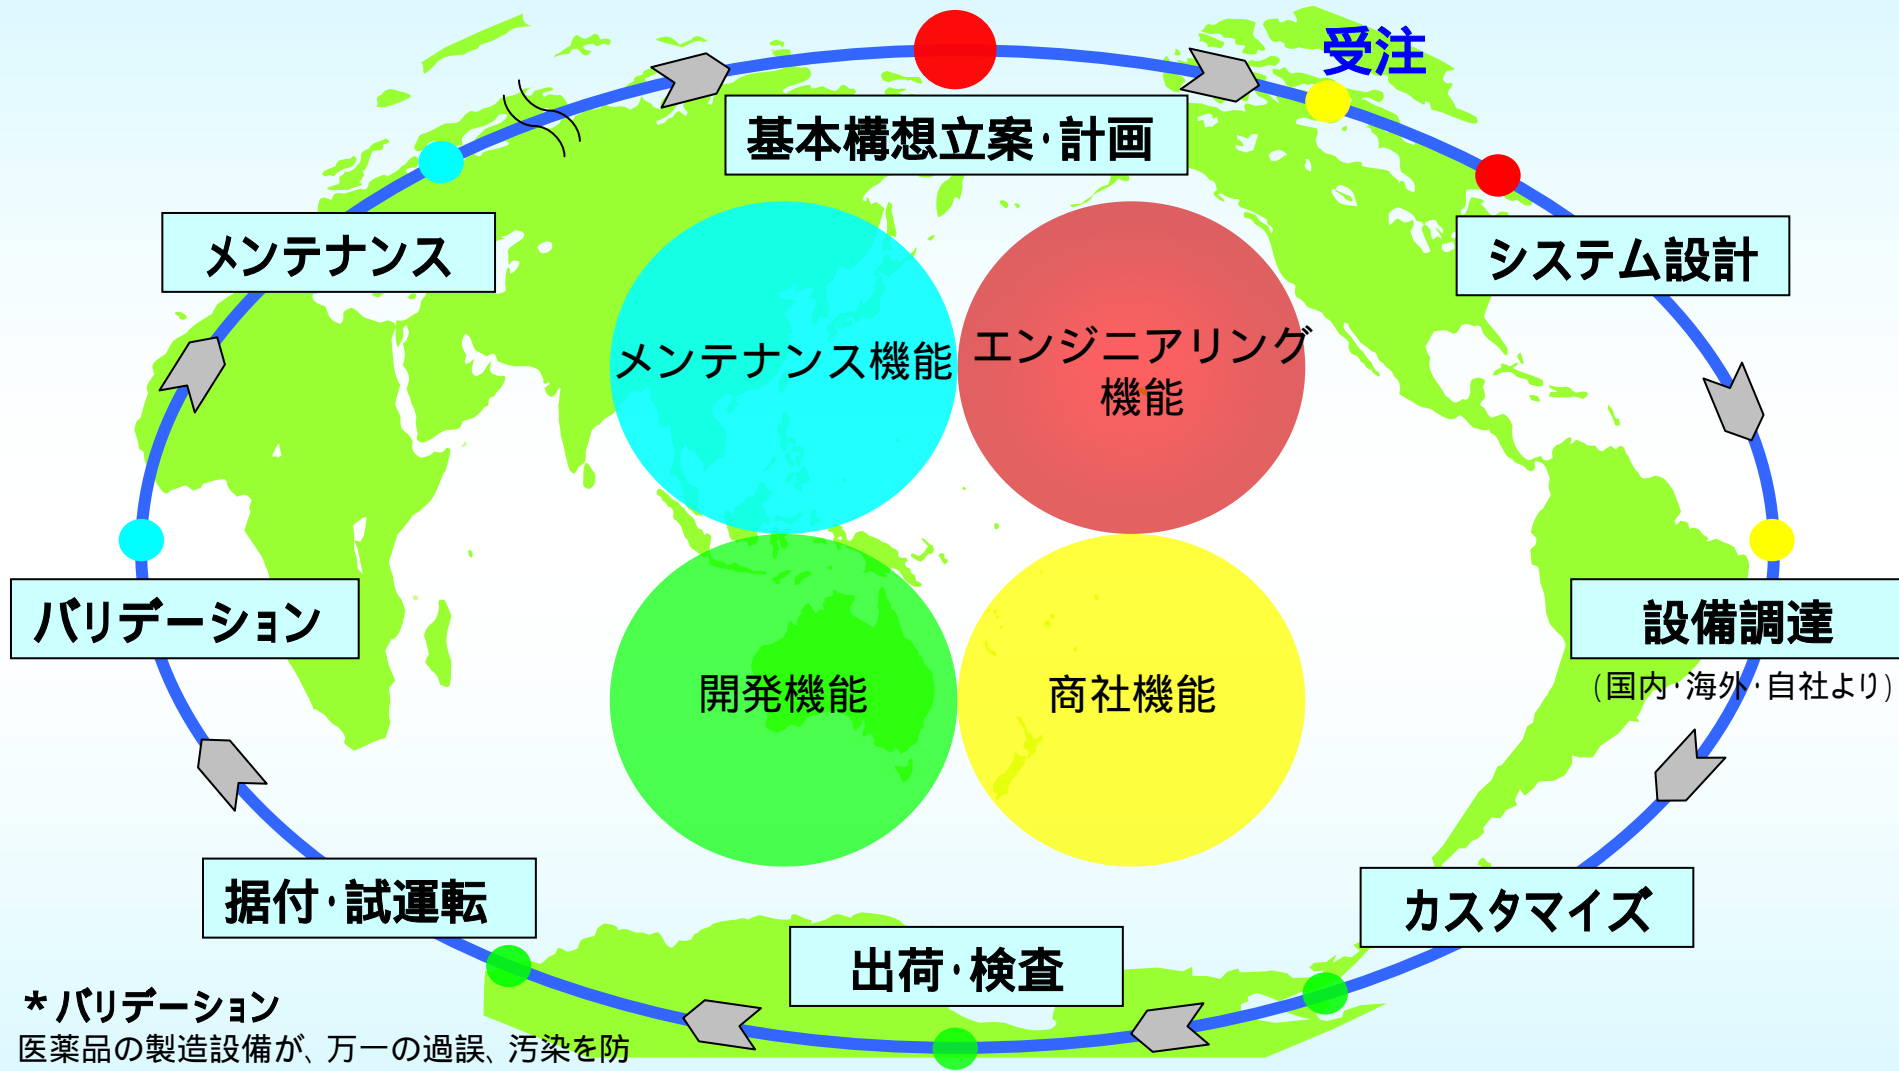 受注
基本構想立案・計画
メンテナンス
システム設計
メンテナンス機能
エンジニアリング
機能
バリデーション
設備調達
(国内・海外・自社より)
開発機能
商社機能
据付・試運転
カスタマイズ
出荷・検査
*バリデーション
医薬品の製造設備が、万一の過誤、汚染を防